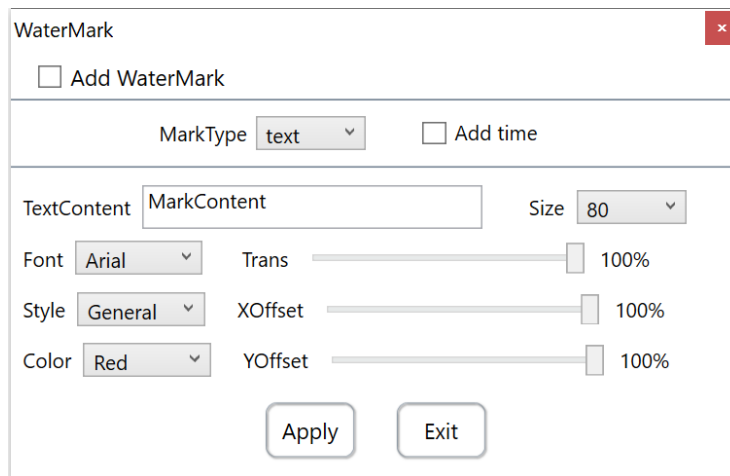 WaterMark
×
Add WaterMark
MarkType text Add time
TextContent MarkContent Size 80
Font Arial Trans 100%
Style General XOffset 100%
Color Red YOffset 100%
Apply Exit